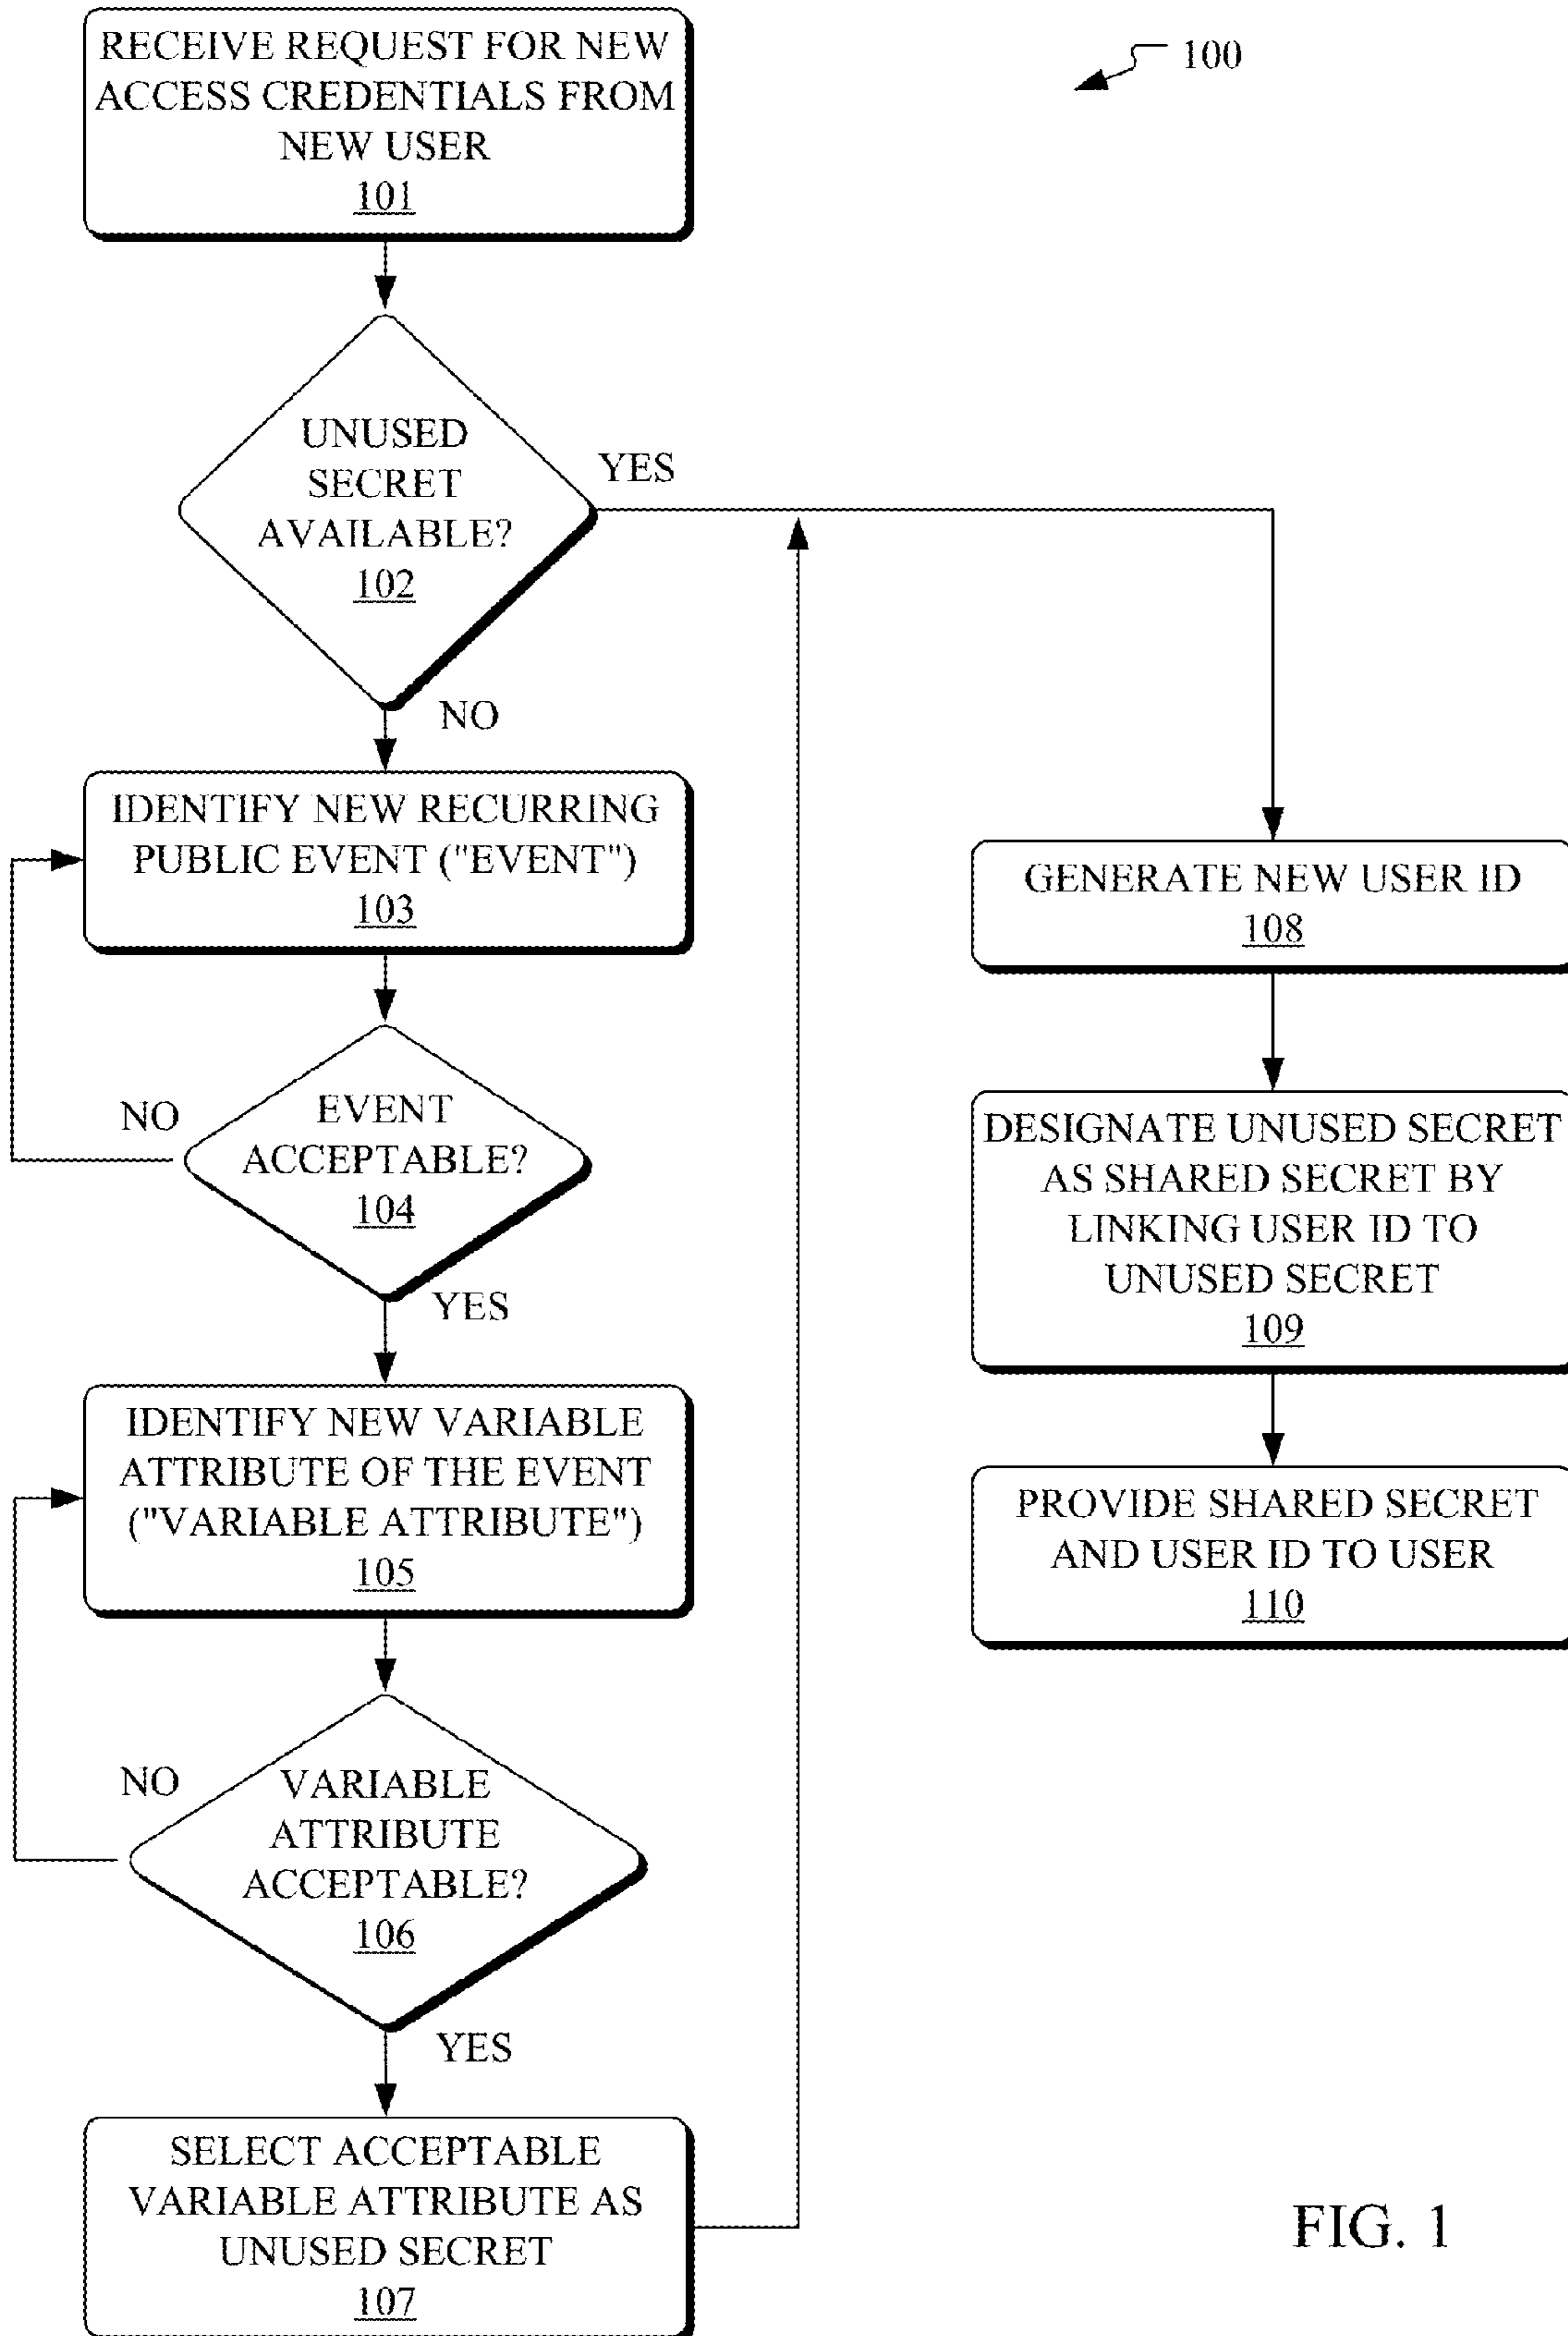 RECEIVE REQUEST FOR NEW
ACCESS CREDENTIALS FROM
NEW USER
101
100
UNUSED
SECRET
AVAILABLE?
102
YES
NO
IDENTIFY NEW RECURRING
PUBLIC EVENT ("EVENT")
103
EVENT
ACCEPTABLE?
104
NO
YES
IDENTIFY NEW VARIABLE
ATTRIBUTE OF THE EVENT
("VARIABLE ATTRIBUTE")
105
VARIABLE
ATTRIBUTE
ACCEPTABLE?
106
NO
YES
SELECT ACCEPTABLE
VARIABLE ATTRIBUTE AS
UNUSED SECRET
107
GENERATE NEW USER ID
108
DESIGNATE UNUSED SECRET
AS SHARED SECRET BY
LINKING USER ID TO
UNUSED SECRET
109
PROVIDE SHARED SECRET
AND USER ID TO USER
110
FIG. 1